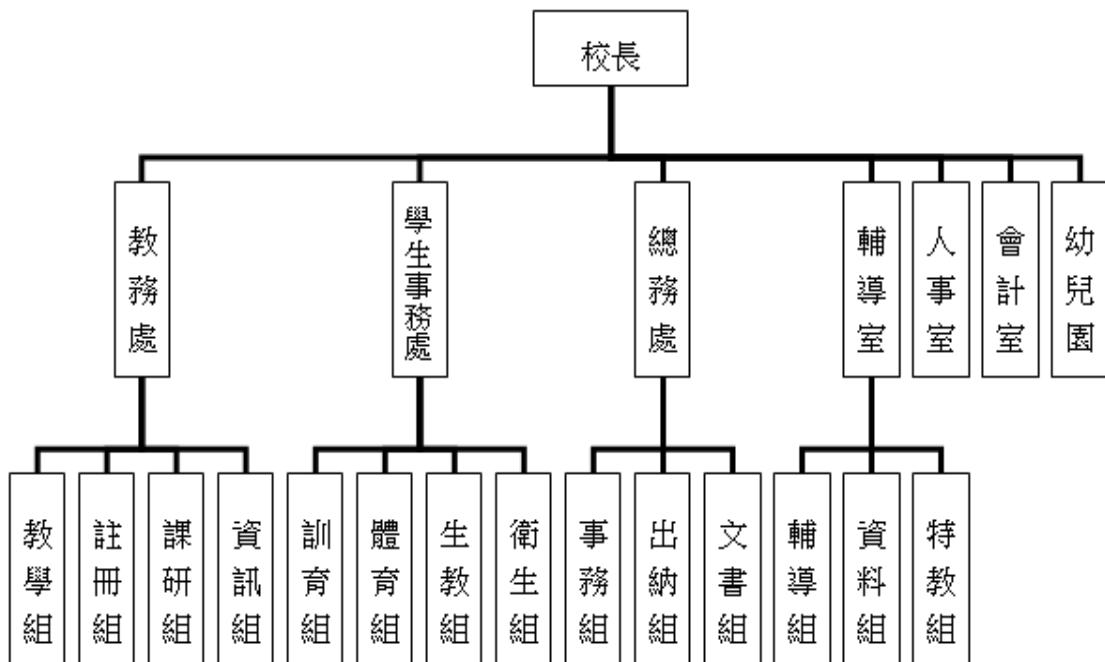 校長
教務處
學生事務處
總務處
輔導室
人事室
會計室
幼兒園
教學組
註冊組
課研組
資訊組
訓育組
體育組
生教組
衛生組
事務組
出納組
文書組
輔導組
資料組
特教組